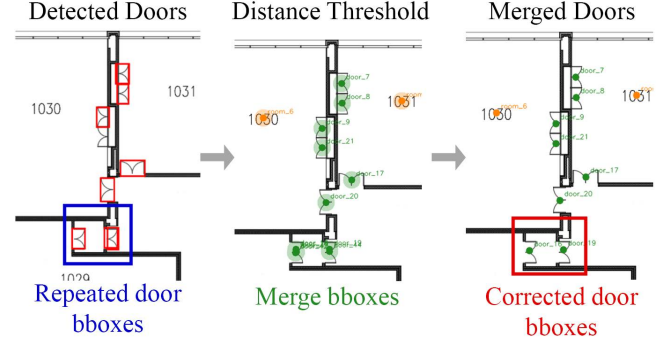 Detected Doors
Distance Threshold
Merged Doors
1030
1031
1029
Repeated door
bboxes
door_7
door_8
1031
1030
door_9
door_21
door_17
door_20
Merge bboxes
door_7
room_6
door_8
1031
1030
door_9
door_21
door_17
door_20
door_19
Corrected door
bboxes